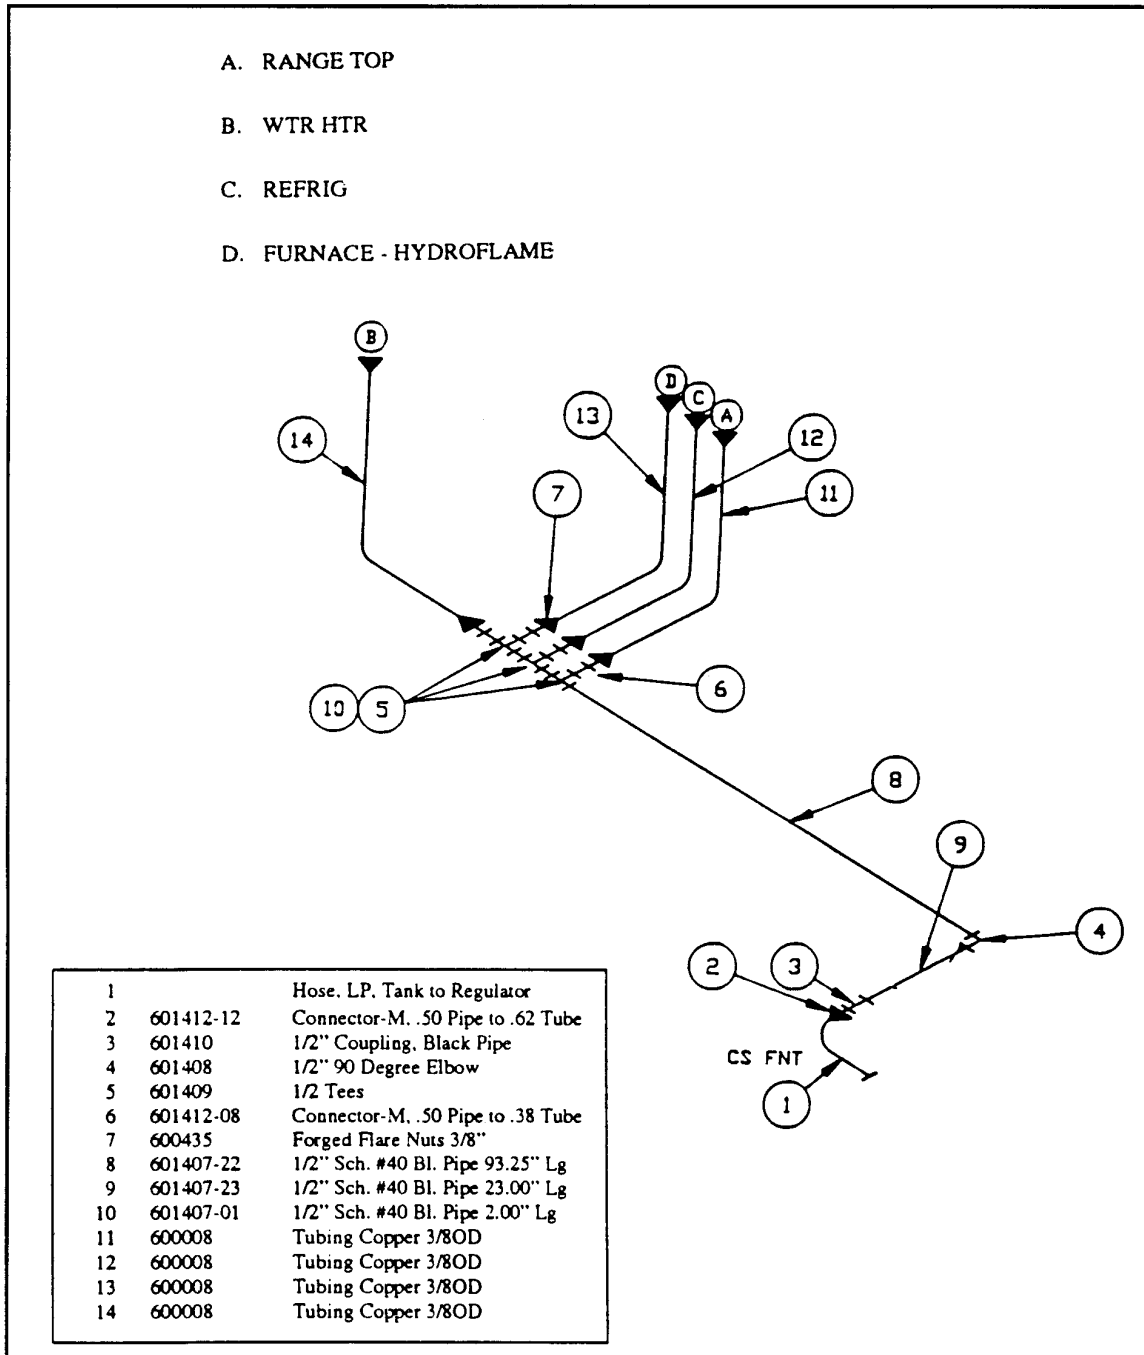 A. RANGE TOP
B. WTR HTR
C. REFRIG
D. FURNACE - HYDROFLAME
B
D
C
A
13
12
14
7
11
10
5
6
8
9
4
2
3
CS FNT
1
1 Hose, LP, Tank to Regulator
2 601412-12 Connector-M, .50 Pipe to .62 Tube
3 601410 1/2" Coupling, Black Pipe
4 601408 1/2" 90 Degree Elbow
5 601409 1/2 Tees
6 601412-08 Connector-M, .50 Pipe to .38 Tube
7 600435 Forged Flare Nuts 3/8"
8 601407-22 1/2" Sch. #40 Bl. Pipe 93.25" Lg
9 601407-23 1/2" Sch. #40 Bl. Pipe 23.00" Lg
10 601407-01 1/2" Sch. #40 Bl. Pipe 2.00" Lg
11 600008 Tubing Copper 3/8OD
12 600008 Tubing Copper 3/8OD
13 600008 Tubing Copper 3/8OD
14 600008 Tubing Copper 3/8OD